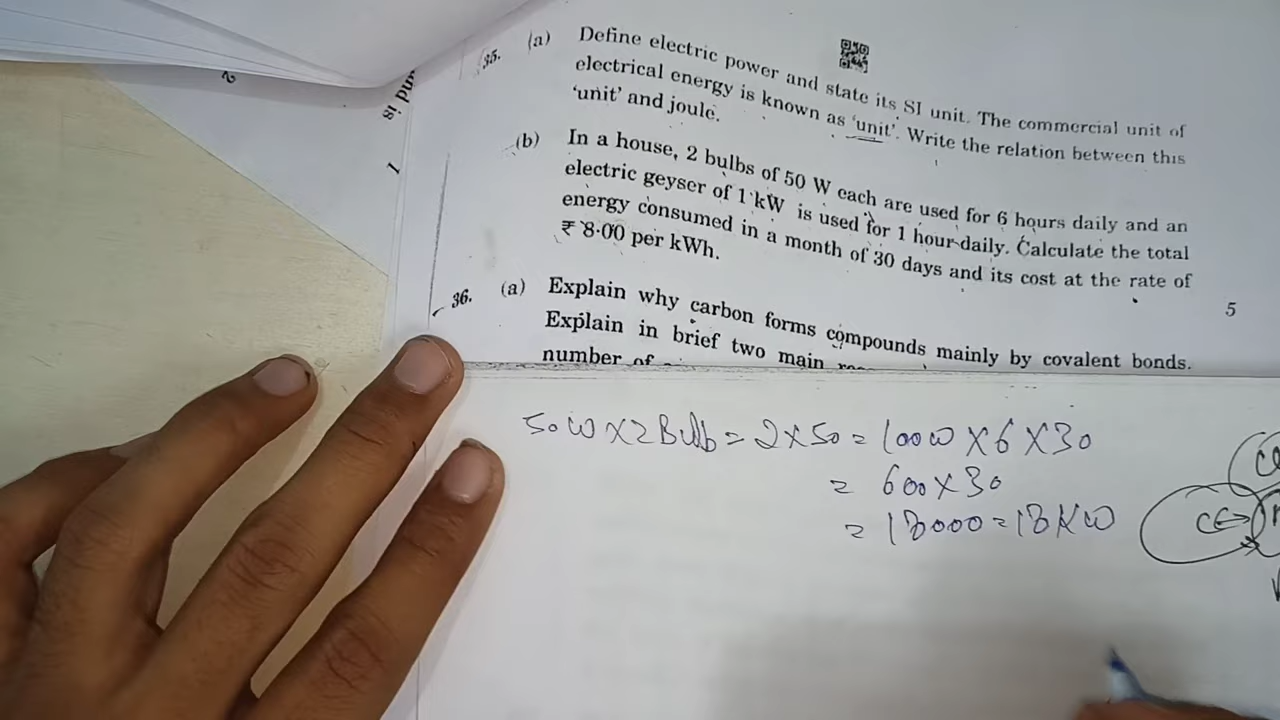 35. (a) Define electric power and state its SI unit. The commercial unit of
electrical energy is known as 'unit'. Write the relation between this
'unit' and joule.
(b) In a house, 2 bulbs of 50 W each are used for 6 hours daily and an
electric geyser of 1 kW is used for 1 hour daily. Calculate the total
energy consumed in a month of 30 days and its cost at the rate of
₹ 8·00 per kWh.
5
36. (a) Explain why carbon forms compounds mainly by covalent bonds.
Explain in brief two main
number of
50W × 2 Bulb = 2 × 50 = 100W × 6 × 30
= 600 × 30
= 18000 = 18 KW